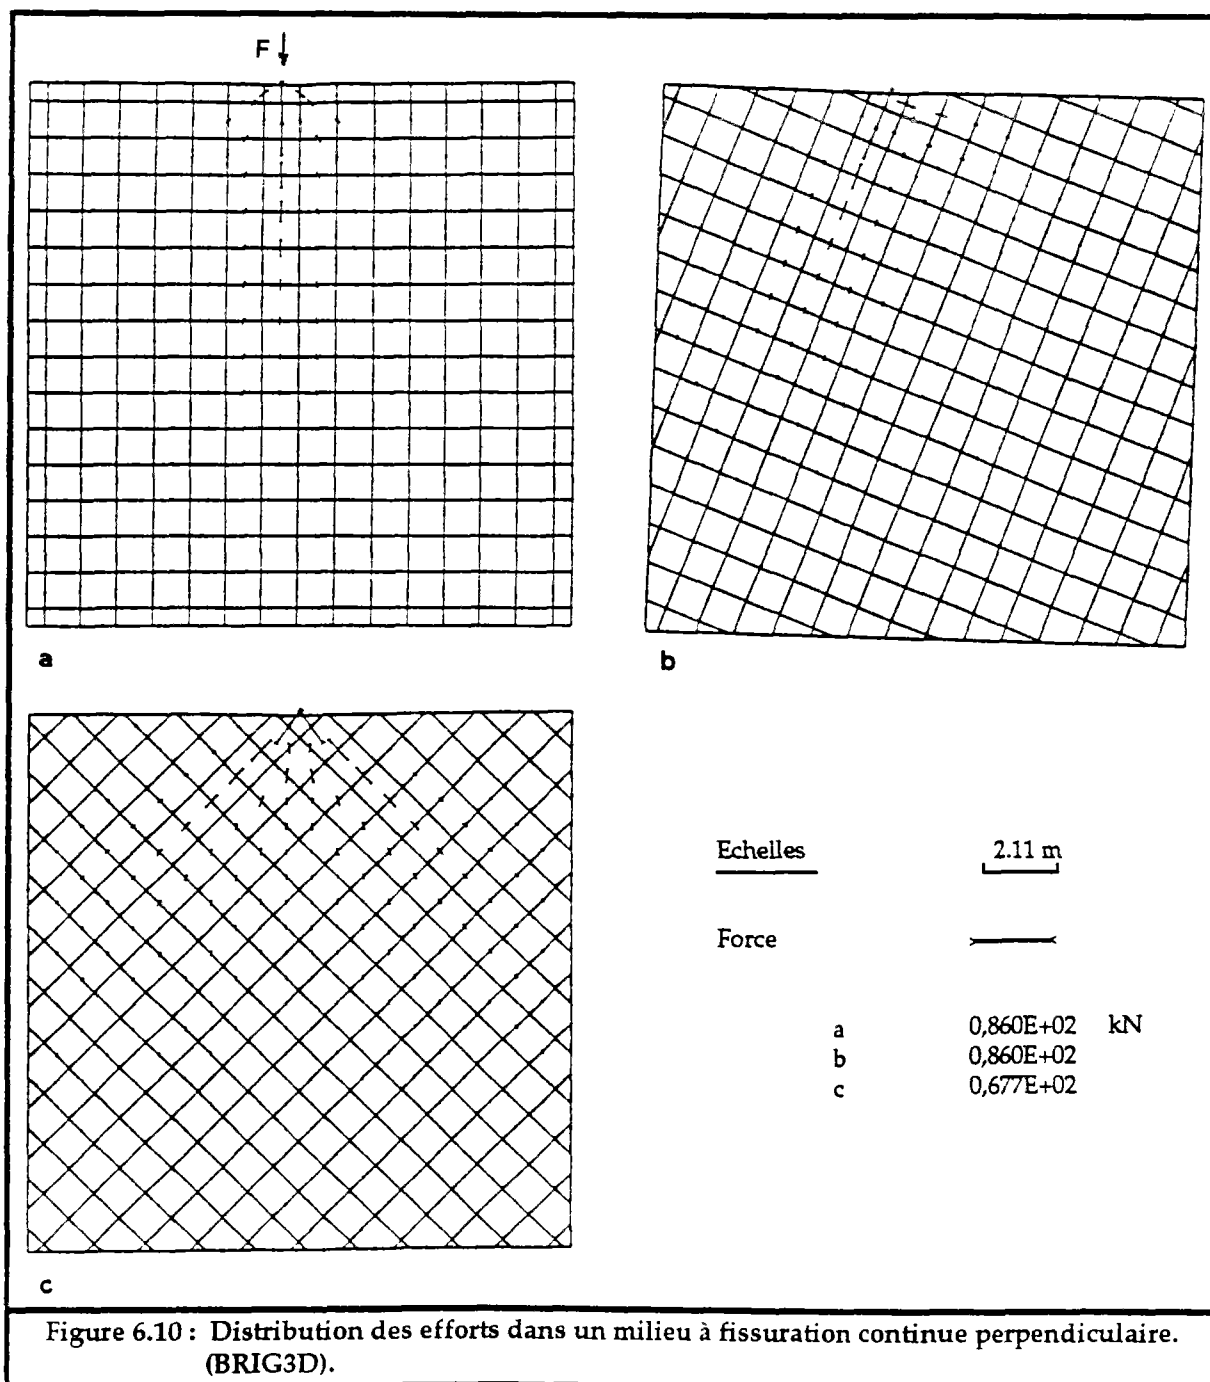 F
a
b
c
Echelles 2.11 m
Force
a 0,860E+02 kN
b 0,860E+02
c 0,677E+02
Figure 6.10 : Distribution des efforts dans un milieu à fissuration continue perpendiculaire.
(BRIG3D).